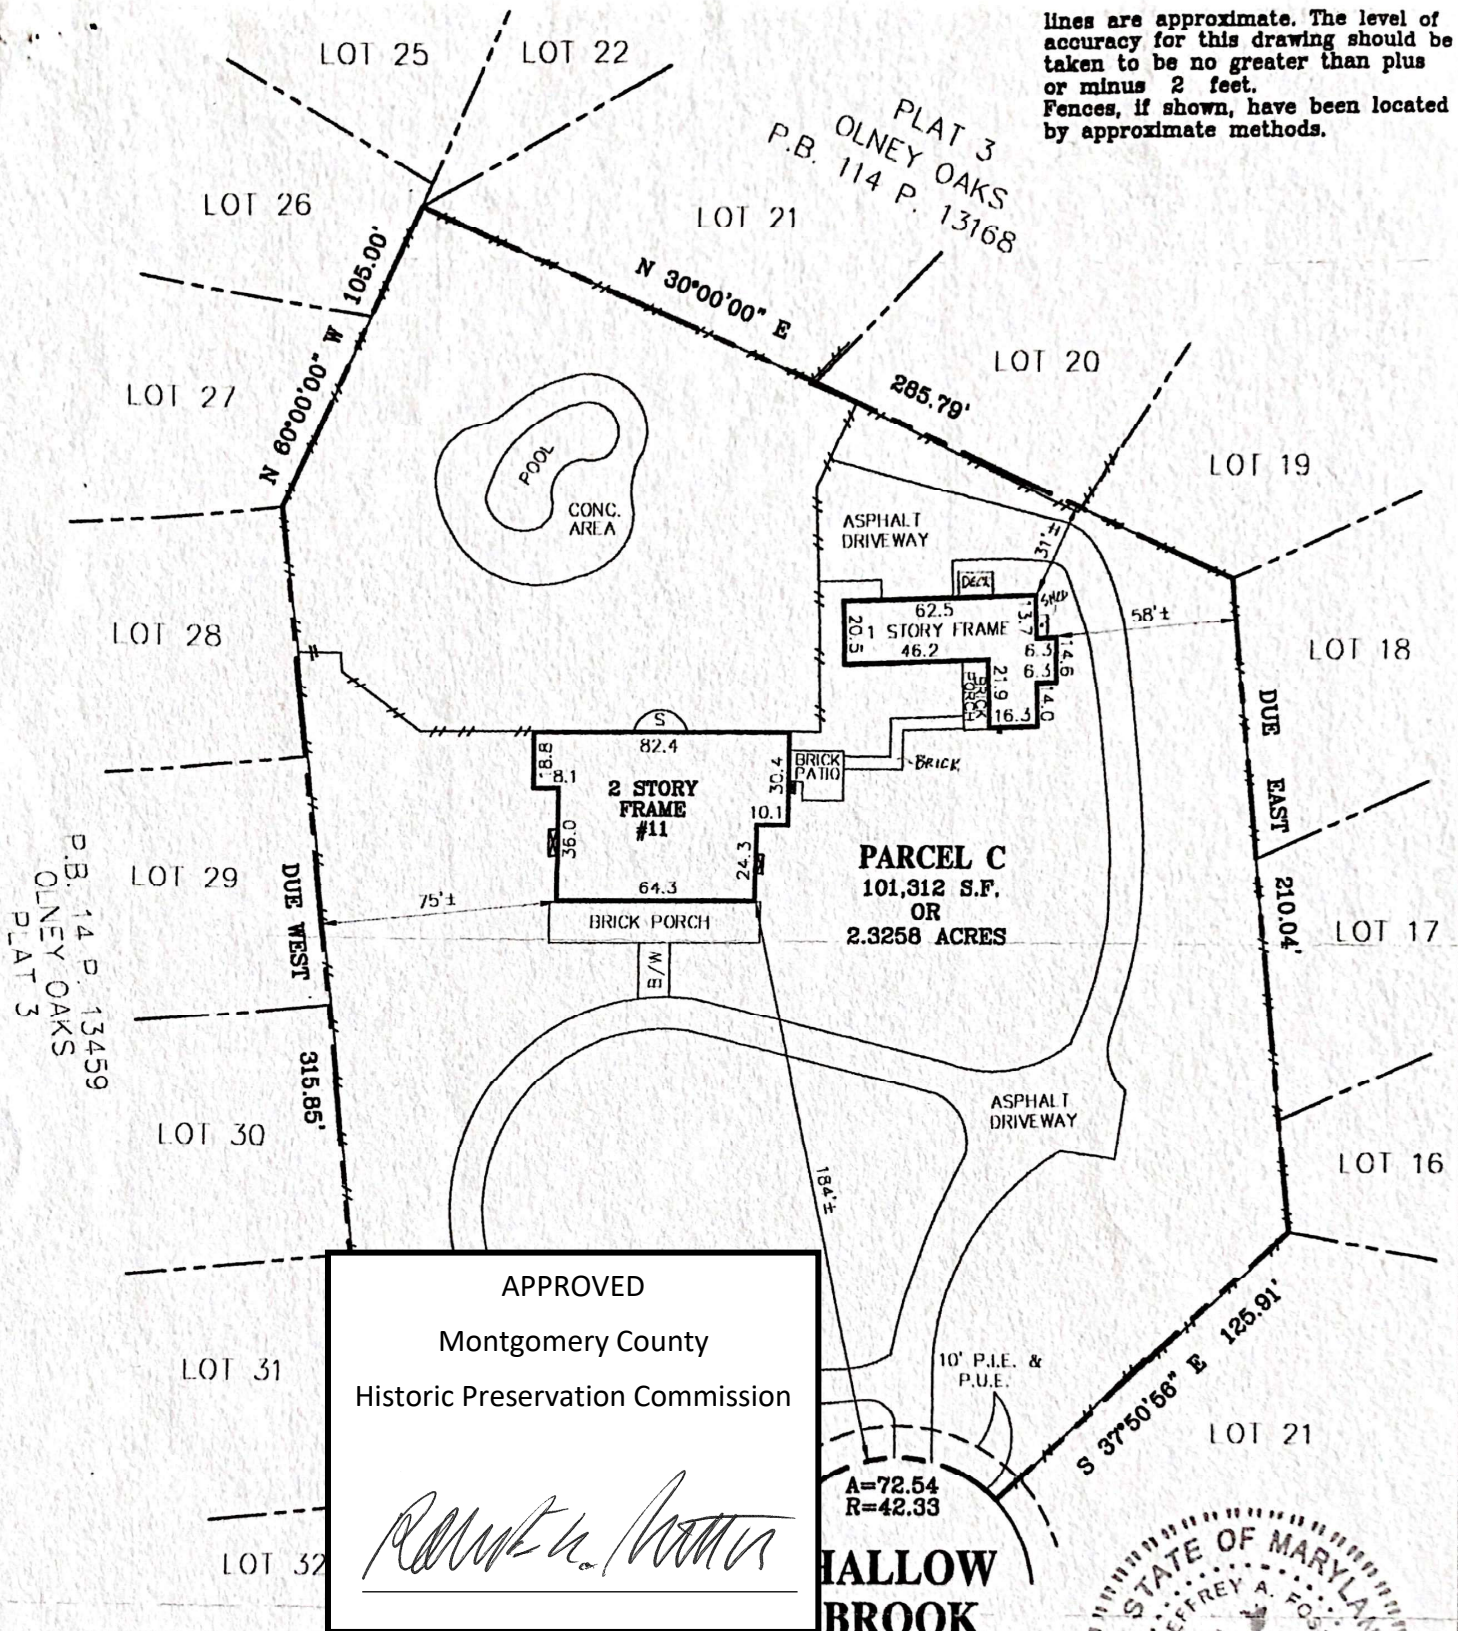 lines are approximate. The level of
accuracy for this drawing should be
taken to be no greater than plus
or minus 2 feet.
Fences, if shown, have been located
by approximate methods.
LOT 25
LOT 22
PLAT 3
OLNEY OAKS
P.B. 114 P. 13168
LOT 26
LOT 21
N 60°00'00" W 105.00'
N 30°00'00" E
285.79'
LOT 20
LOT 27
LOT 19
POOL
CONC.
AREA
ASPHALT
DRIVEWAY
31'±
DECK
SHED
62.5
13.7
58'±
20.5
1 STORY FRAME
46.2
6.3
14.6
6.3
21.9
BRICK
PORCH
16.3
14.0
LOT 28
LOT 18
S
82.4
18.8
8.1
30.4
BRICK
PATIO
BRICK
2 STORY
FRAME
#11
10.1
36.0
24.3
64.3
DUE EAST 210.04'
PARCEL C
101,312 S.F.
OR
2.3258 ACRES
P.B. 14 P. 13459
OLNEY OAKS
PLAT 3
LOT 29
DUE WEST 315.85'
75'±
BRICK PORCH
W/B
LOT 17
LOT 30
ASPHALT
DRIVEWAY
184'±
LOT 16
APPROVED
Montgomery County
Historic Preservation Commission
LOT 31
10' P.I.E. &
P.U.E.
S 37°50'56" E 125.91'
LOT 21
A=72.54
R=42.33
LOT 32
HALLOW
BROOK
STATE OF MARYLAN
EFFREY A. FOS